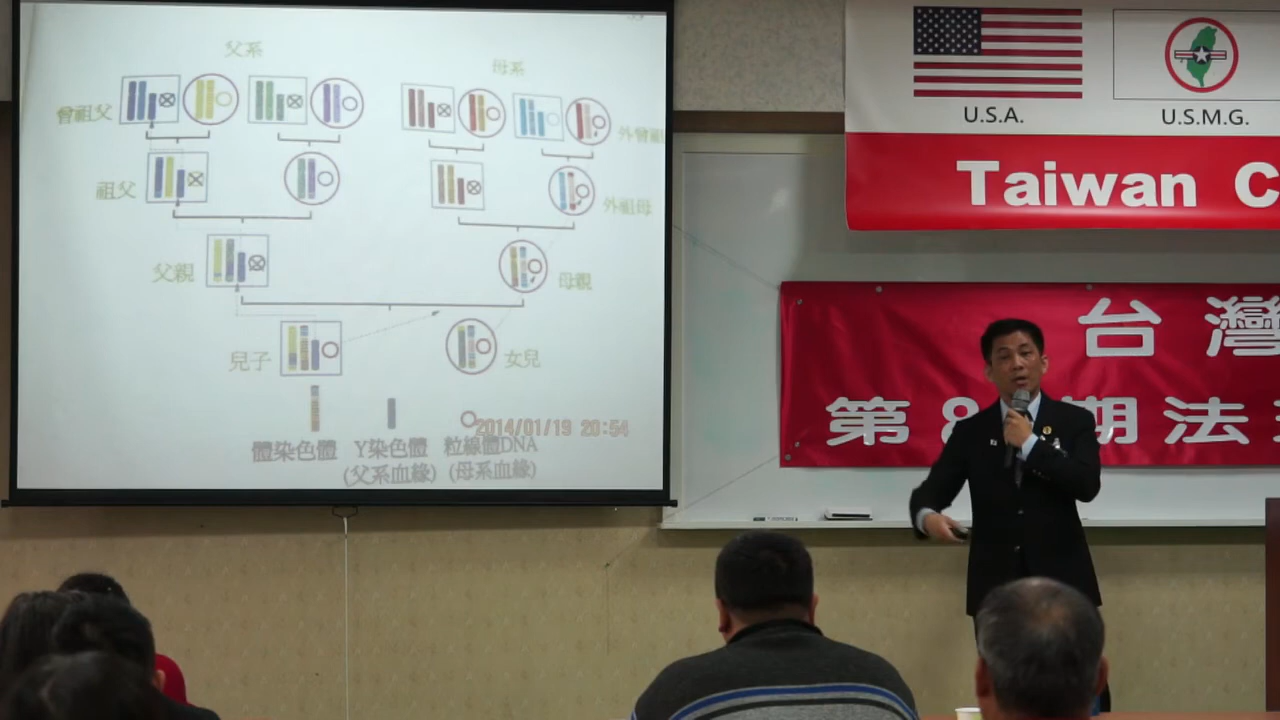 父系
母系
曾祖父
外曾祖
祖父
外祖母
父親
母親
兒子
女兒
2014/01/19 20:54
體染色體 Y染色體 粒線體DNA
(父系血緣) (母系血緣)
U.S.A.
U.S.M.G.
Taiwan C
台灣
第8 期法